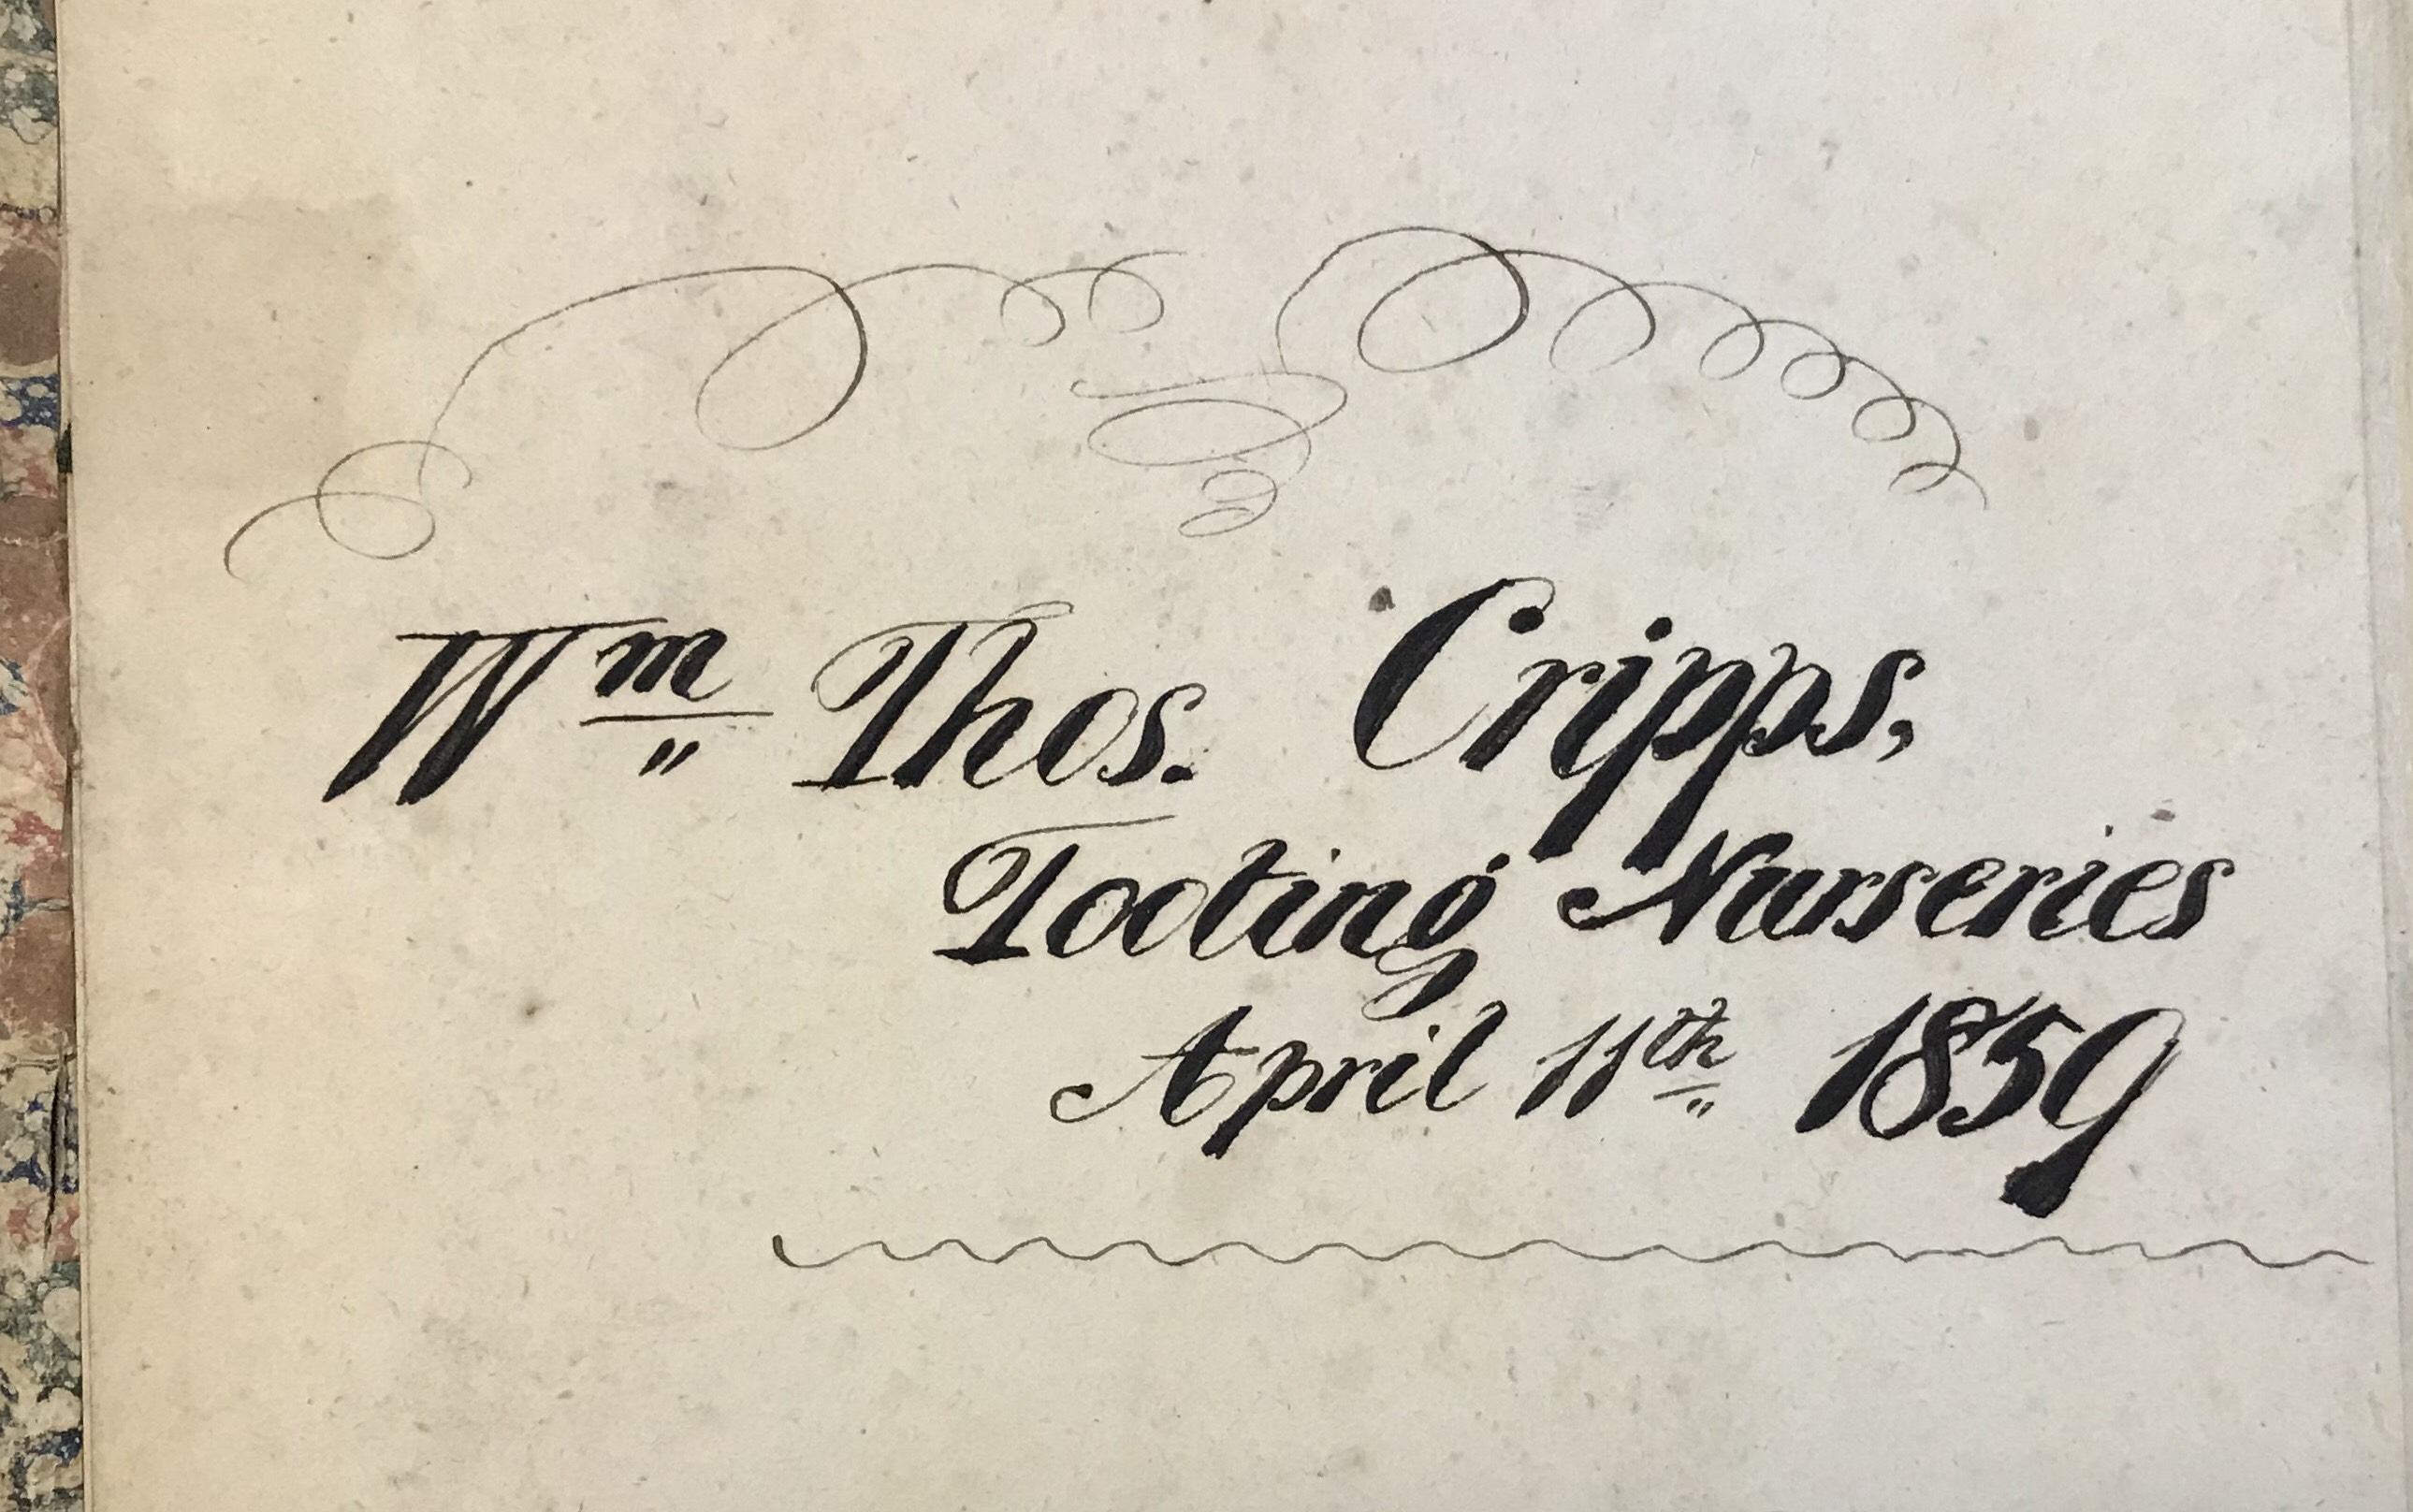 Wm Thos. Cripps,
Tooting Nurseries
April 11th 1859